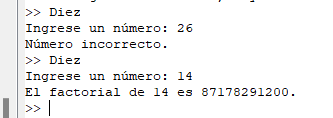 >> Diez
Ingrese un número: 26
Número incorrecto.
>> Diez
Ingrese un número: 14
El factorial de 14 es 87178291200.
>>